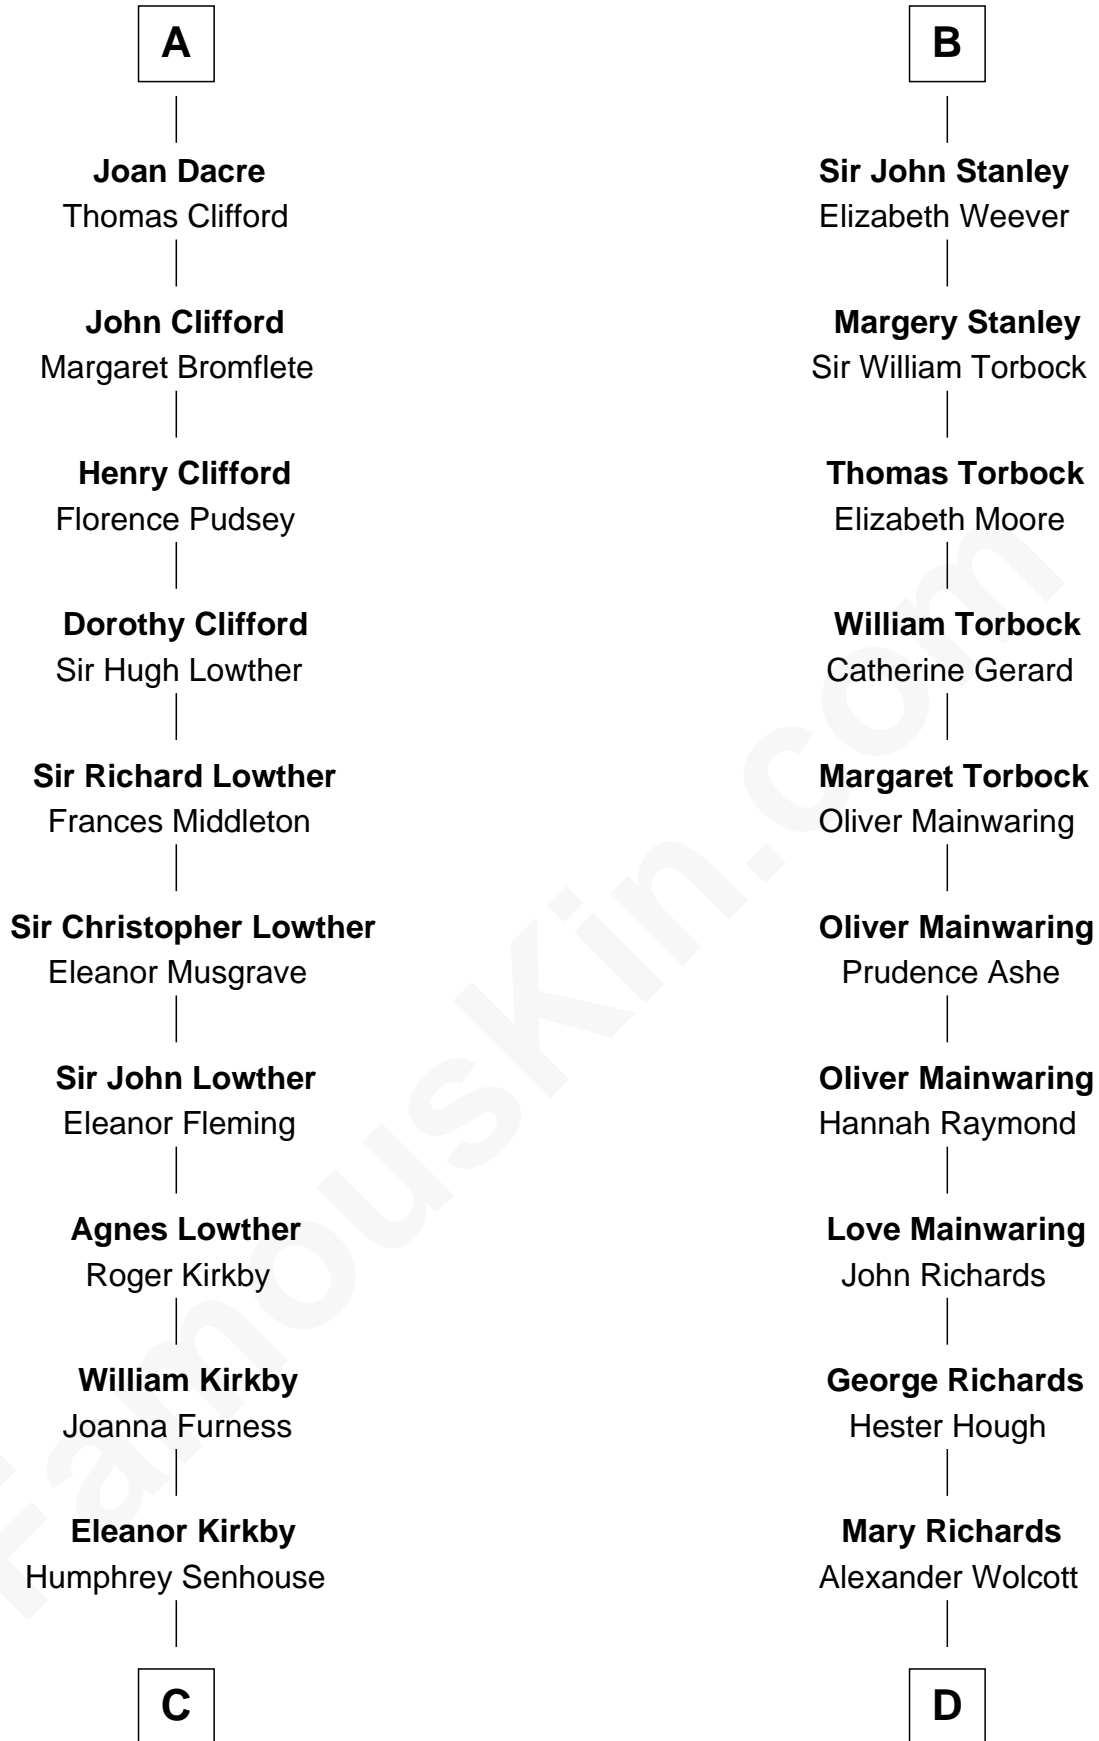 A
Joan Dacre
Thomas Clifford
John Clifford
Margaret Bromflete
Henry Clifford
Florence Pudsey
Dorothy Clifford
Sir Hugh Lowther
Sir Richard Lowther
Frances Middleton
Sir Christopher Lowther
Eleanor Musgrave
Sir John Lowther
Eleanor Fleming
Agnes Lowther
Roger Kirkby
William Kirkby
Joanna Furness
Eleanor Kirkby
Humphrey Senhouse
C
B
Sir John Stanley
Elizabeth Weever
Margery Stanley
Sir William Torbock
Thomas Torbock
Elizabeth Moore
William Torbock
Catherine Gerard
Margaret Torbock
Oliver Mainwaring
Oliver Mainwaring
Prudence Ashe
Oliver Mainwaring
Hannah Raymond
Love Mainwaring
John Richards
George Richards
Hester Hough
Mary Richards
Alexander Wolcott
D
FamousKin.com